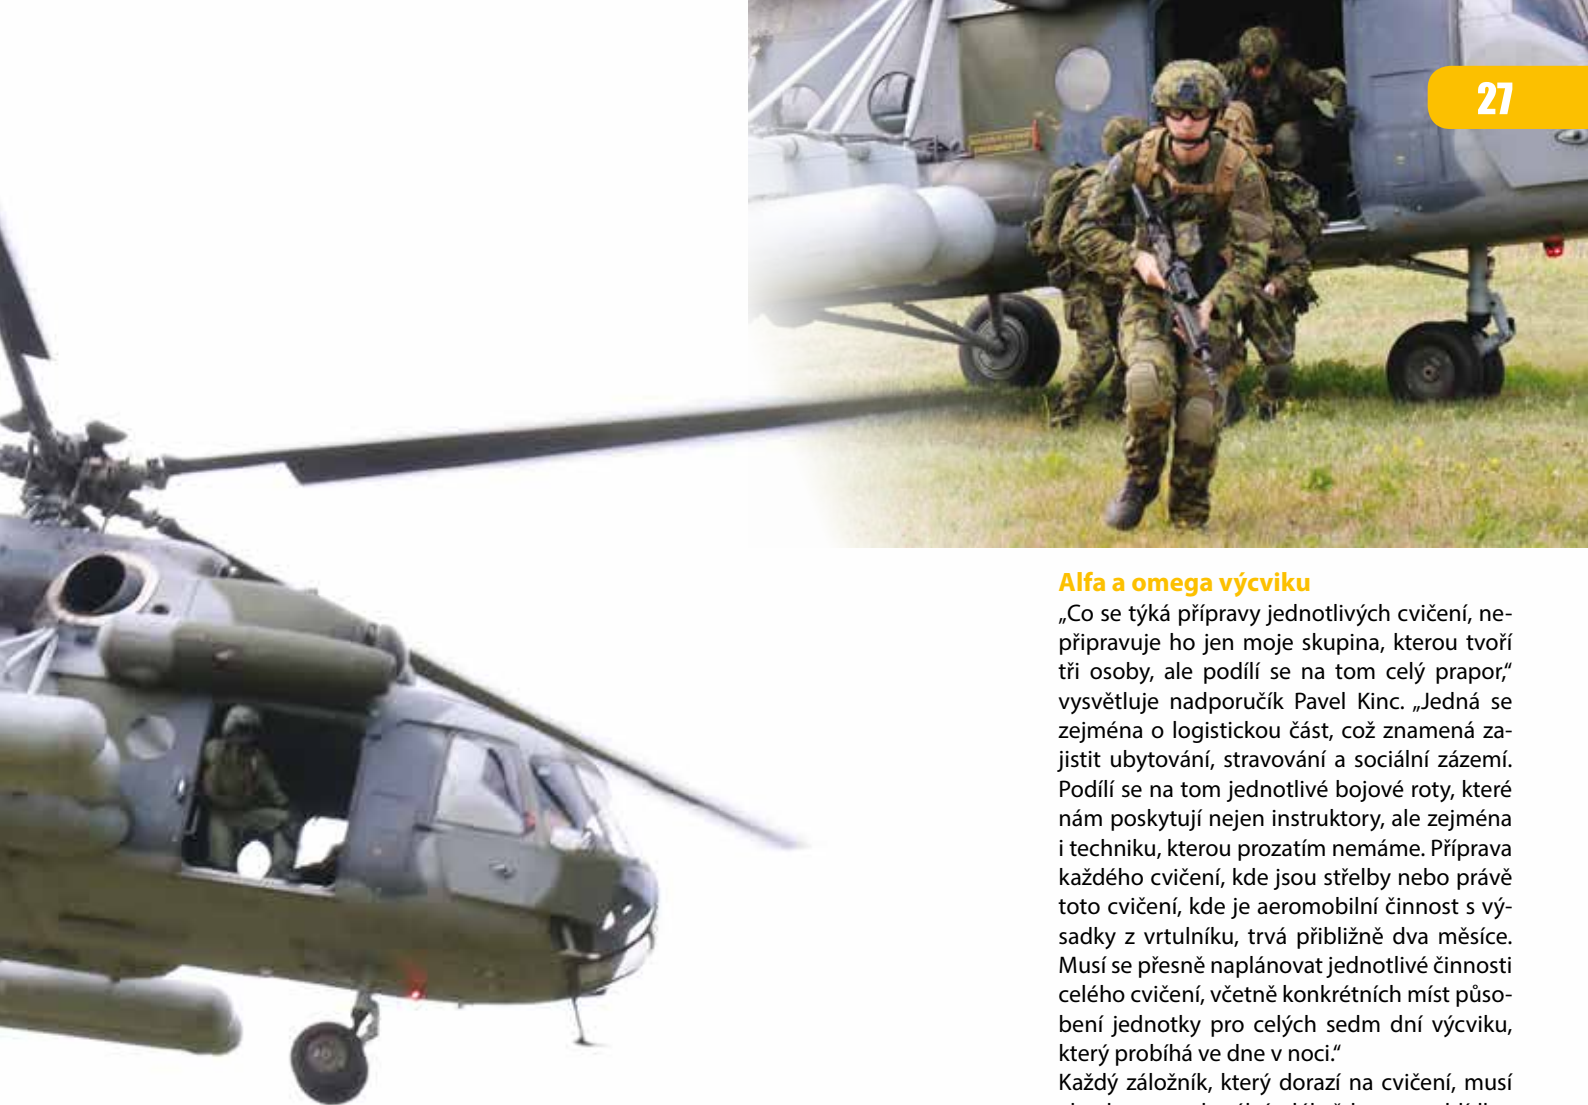 27
Alfa a omega výcviku
„Co se týká přípravy jednotlivých cvičení, ne-
připravuje ho jen moje skupina, kterou tvoří
tři osoby, ale podílí se na tom celý prapor,“
vysvětluje nadporučík Pavel Kinc. „Jedná se
zejména o logistickou část, což znamená za-
jistit ubytování, stravování a sociální zázemí.
Podílí se na tom jednotlivé bojové roty, které
nám poskytují nejen instruktory, ale zejména
i techniku, kterou prozatím nemáme. Příprava
každého cvičení, kde jsou střelby nebo právě
toto cvičení, kde je aeromobilní činnost s vý-
sadky z vrtulníku, trvá přibližně dva měsíce.
Musí se přesně naplánovat jednotlivé činnosti
celého cvičení, včetně konkrétních míst půso-
bení jednotky pro celých sedm dní výcviku,
který probíhá ve dne v noci.“
Každý záložník, který dorazí na cvičení, musí